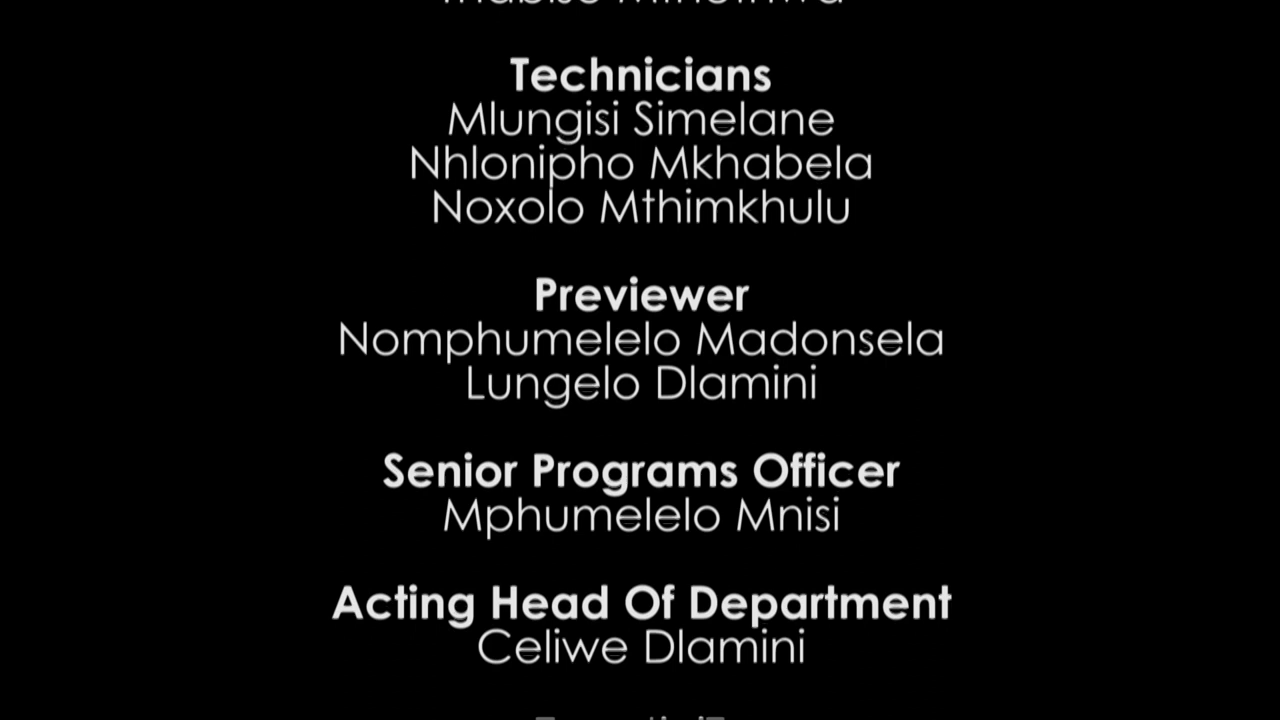 Technicians
Mlungisi Simelane
Nhlonipho Mkhabela
Noxolo Mthimkhulu
Previewer
Nomphumelelo Madonsela
Lungelo Dlamini
Senior Programs Officer
Mphumelelo Mnisi
Acting Head Of Department
Celiwe Dlamini